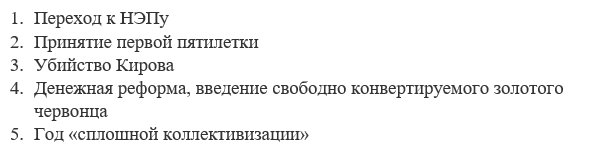 1. Переход к НЭПу
2. Принятие первой пятилетки
3. Убийство Кирова
4. Денежная реформа, введение свободно конвертируемого золотого
червонца
5. Год «сплошной коллективизации»